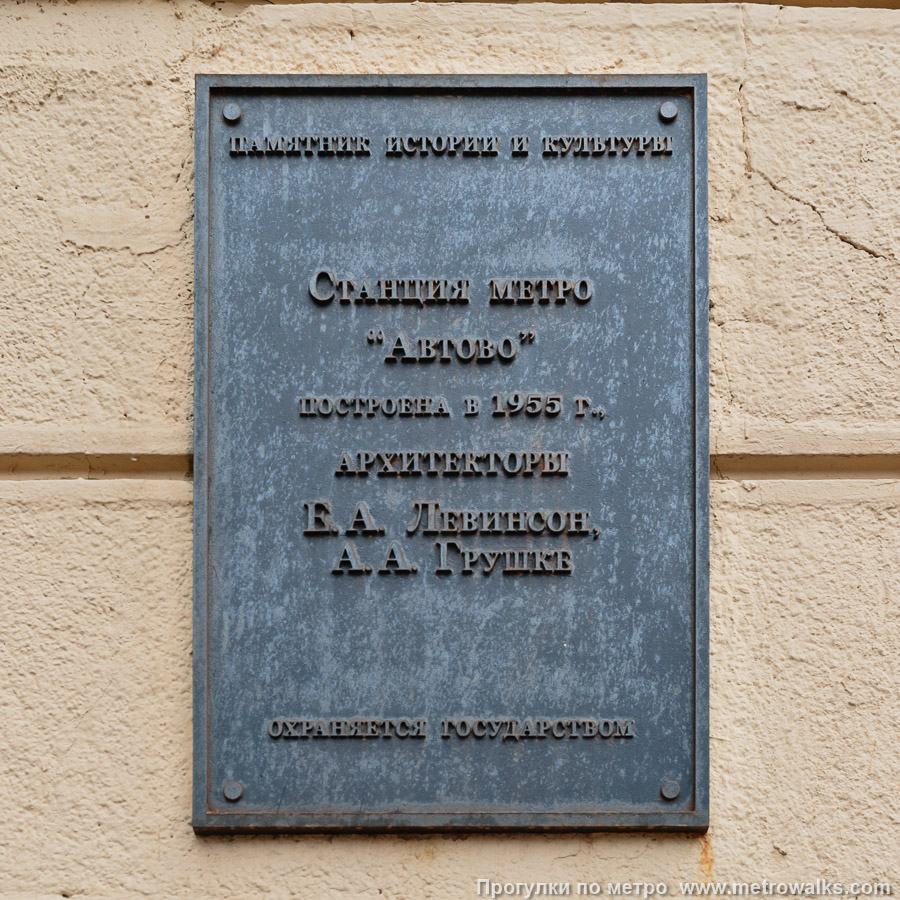 ПАМЯТНИК ИСТОРИИ И КУЛЬТУРЫ
СТАНЦИЯ МЕТРО
“АВТОВО”
ПОСТРОЕНА В 1955 Г.,
АРХИТЕКТОРЫ
Е. А. ЛЕВИНСОН,
А. А. ГРУШКЕ
ОХРАНЯЕТСЯ ГОСУДАРСТВОМ
Прогулки по метро www.metrowalks.com